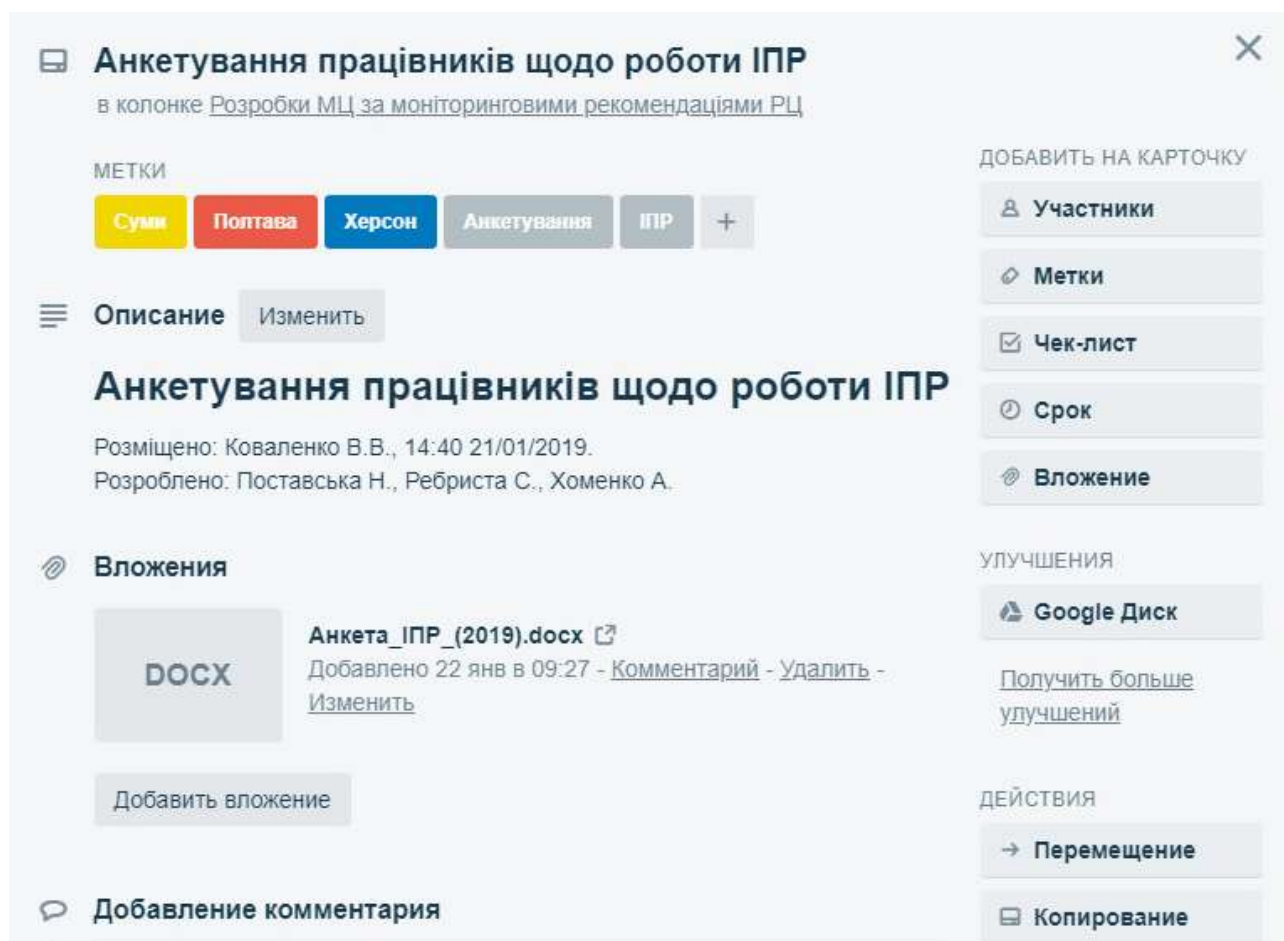 Анкетування працівників щодо роботи ІПР
в колонке Розробки МЦ за моніторинговими рекомендаціями РЦ
МЕТКИ
Суми Полтава Херсон Анкетування ІПР +
Описание Изменить
Анкетування працівників щодо роботи ІПР
Розміщено: Коваленко В.В., 14:40 21/01/2019.
Розроблено: Поставська Н., Ребриста С., Хоменко А.
Вложения
DOCX
Анкета_ІПР_(2019).docx
Добавлено 22 янв в 09:27 - Комментарий - Удалить -
Изменить
Добавить вложение
Добавление комментария
ДОБАВИТЬ НА КАРТОЧКУ
Участники
Метки
Чек-лист
Срок
Вложение
УЛУЧШЕНИЯ
Google Диск
Получить больше
улучшений
ДЕЙСТВИЯ
Перемещение
Копирование